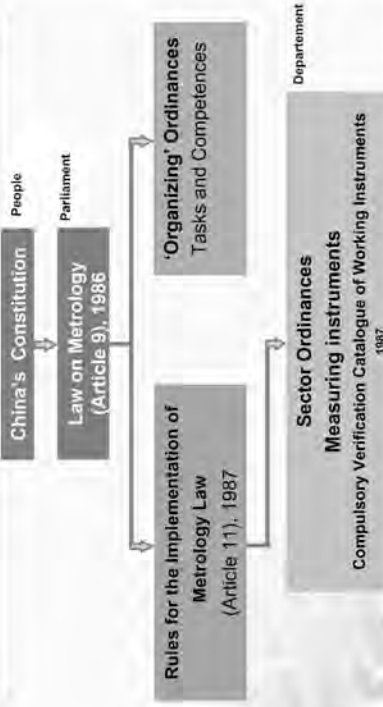 China's Constitution
People
Law on Metrology
(Article 9), 1986
Parliament
Rules for the Implementation of
Metrology Law
(Article 11), 1987
'Organizing' Ordinances
Tasks and Competences
Sector Ordinances
Measuring instruments
Compulsory Verification Catalogue of Working Instruments
1987
Departement